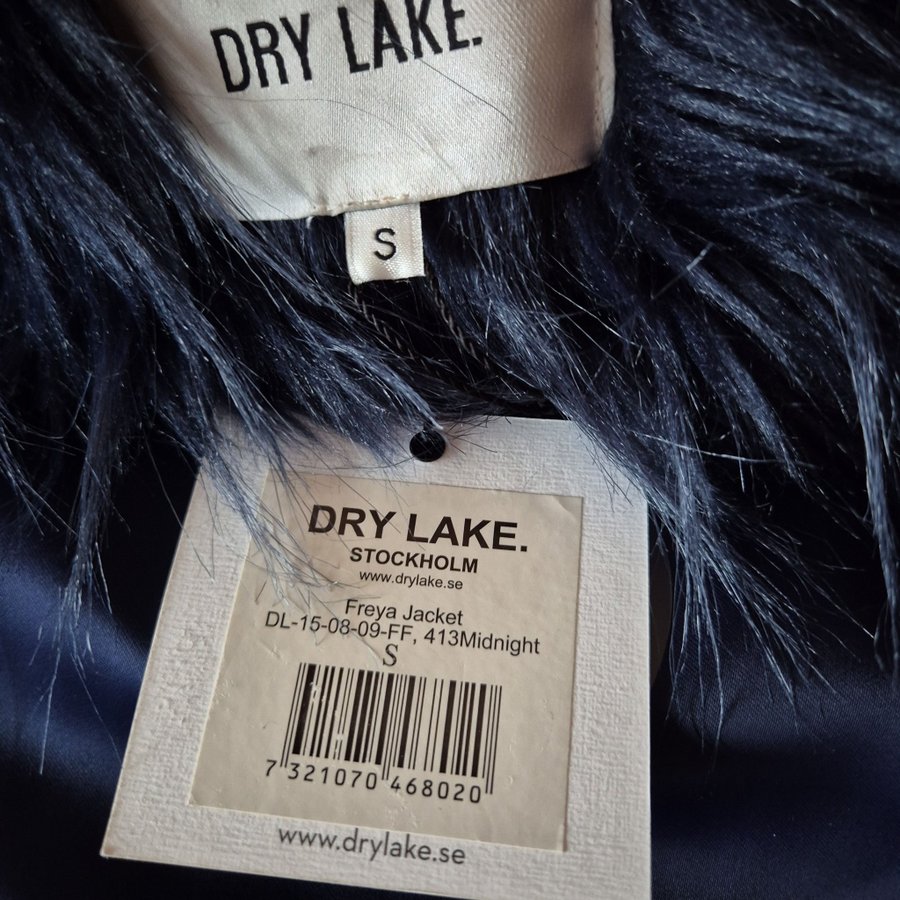 DRY LAKE.
S
DRY LAKE.
STOCKHOLM
www.drylake.se
Freya Jacket
DL-15-08-09-FF, 413Midnight
S
7 321070 468020
www.drylake.se